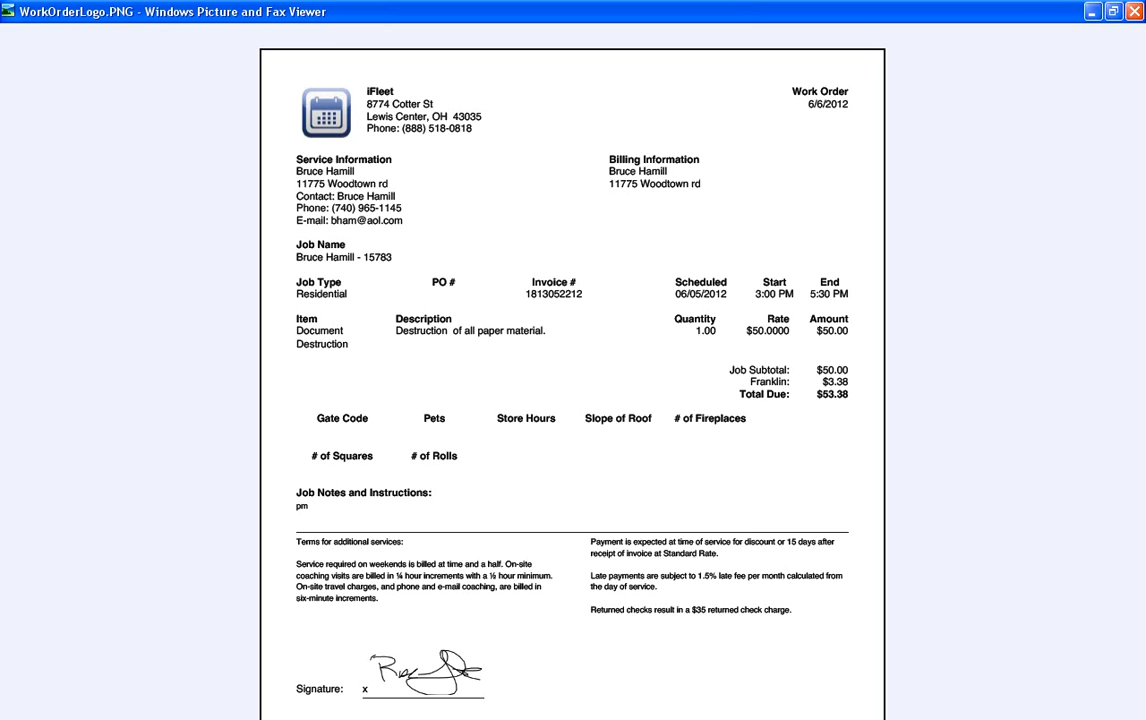 WorkOrderLogo.PNG - Windows Picture and Fax Viewer
iFleet
8774 Cotter St
Lewis Center, OH 43035
Phone: (888) 518-0818
Work Order
6/6/2012
Service Information
Bruce Hamill
11775 Woodtown rd
Contact: Bruce Hamill
Phone: (740) 965-1145
E-mail: bham@aol.com
Billing Information
Bruce Hamill
11775 Woodtown rd
Job Name
Bruce Hamill - 15783
Job Type PO # Invoice # Scheduled Start End
Residential 1813052212 06/05/2012 3:00 PM 5:30 PM
Item Description Quantity Rate Amount
Document Destruction of all paper material. 1.00 $50.0000 $50.00
Destruction
Job Subtotal: $50.00
Franklin: $3.38
Total Due: $53.38
Gate Code Pets Store Hours Slope of Roof # of Fireplaces
# of Squares # of Rolls
Job Notes and Instructions:
pm
Terms for additional services:
Service required on weekends is billed at time and a half. On-site
coaching visits are billed in ¼ hour increments with a ½ hour minimum.
On-site travel charges, and phone and e-mail coaching, are billed in
six-minute increments.
Payment is expected at time of service for discount or 15 days after
receipt of invoice at Standard Rate.
Late payments are subject to 1.5% late fee per month calculated from
the day of service.
Returned checks result in a $35 returned check charge.
Signature: x